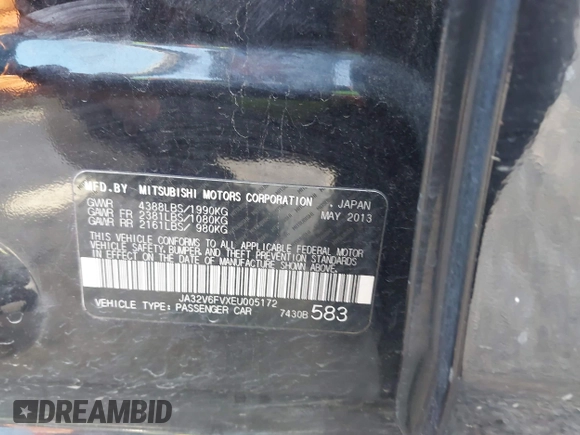 MFD.BY MITSUBISHI MOTORS CORPORATION , JAPAN
GVWR 4388LBS/1990KG MAY 2013
GAWR FR 2381LBS/1080KG
GAWR RR 2161LBS/ 980KG
THIS VEHICLE CONFORMS TO ALL APPLICABLE FEDERAL MOTOR
VEHICLE SAFETY,BUMPER, AND THEFT PREVENTION STANDARDS
IN EFFECT ON THE DATE OF MANUFACTURE SHOWN ABOVE.
JA32V6FVXEU005172
VEHICLE TYPE: PASSENGER CAR 7430B 583
DREAMBID